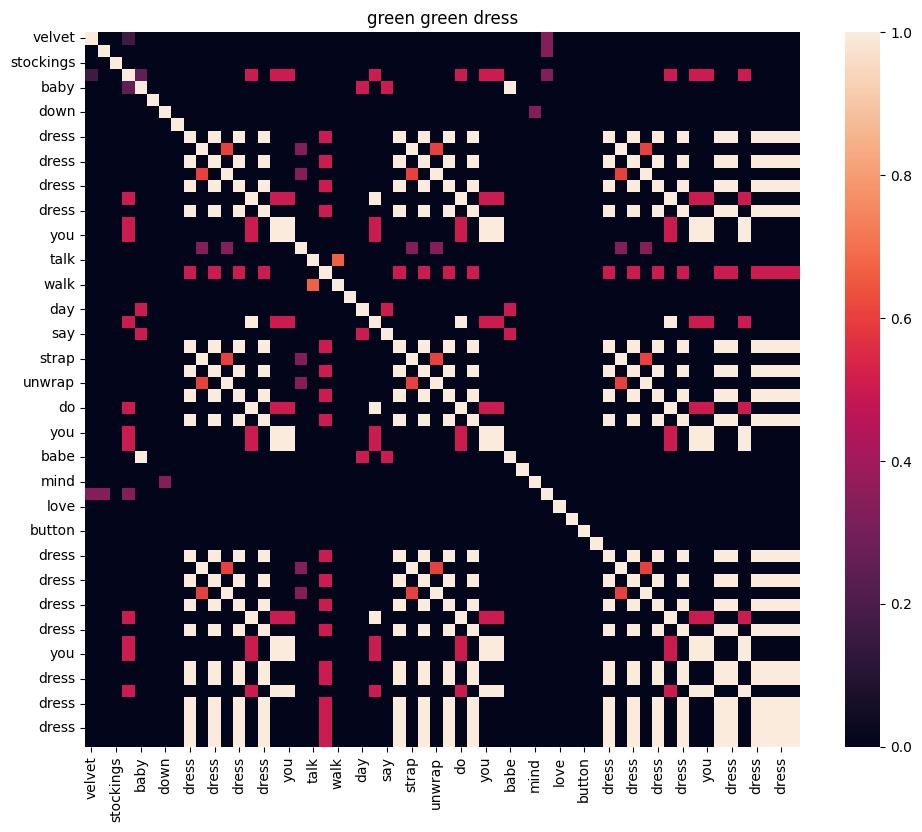 green green dress
velvet
stockings
baby
down
dress
dress
dress
dress
you
talk
walk
day
say
strap
unwrap
do
you
babe
mind
love
button
dress
dress
dress
dress
you
dress
dress
dress
1.0
0.8
0.6
0.4
0.2
0.0
velvet
stockings
baby
down
dress
dress
dress
dress
you
talk
walk
day
say
strap
unwrap
do
you
babe
mind
love
button
dress
dress
dress
dress
you
dress
dress
dress